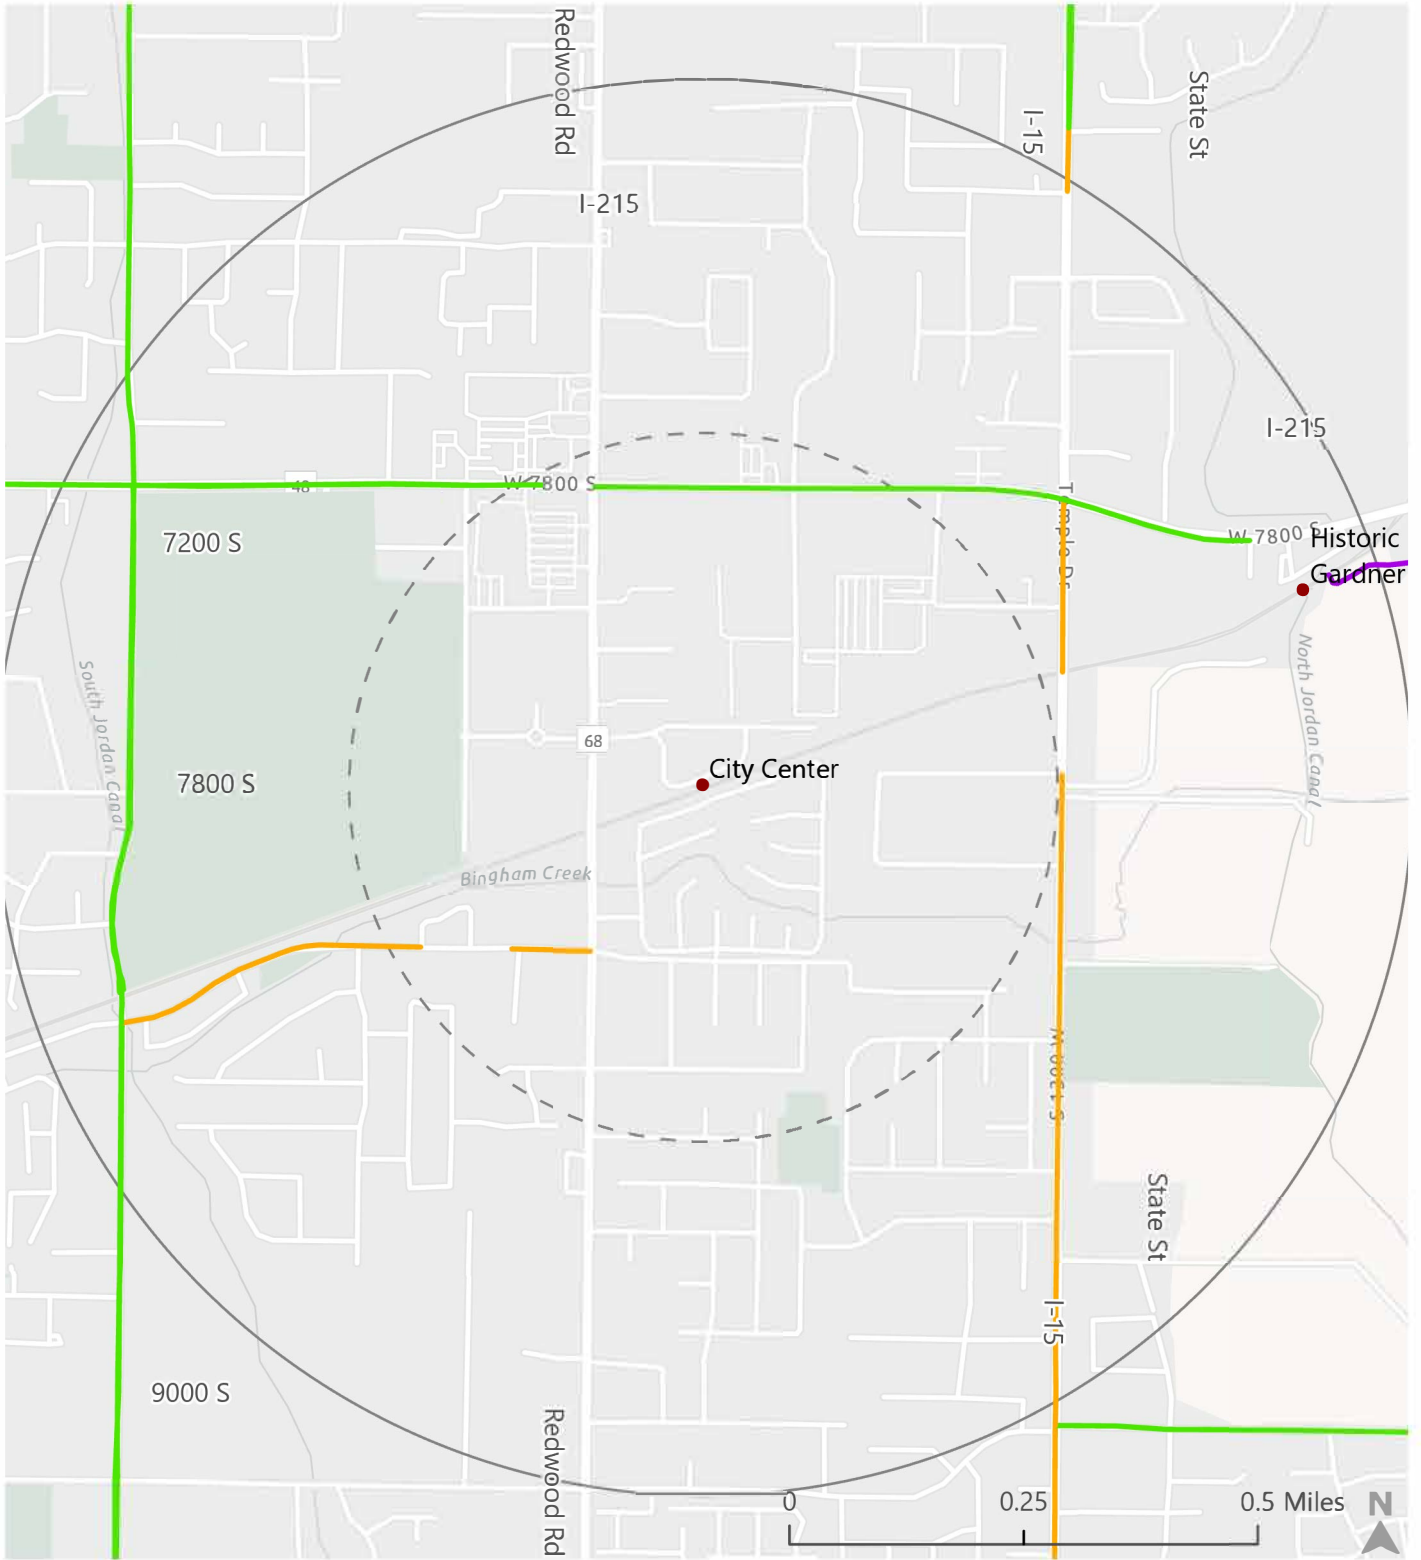 Redwood Rd
State St
I-15
I-215
I-215
48
W 7800 S
W 7800 S
Temple Dr
Historic
Gardner
7200 S
South Jordan Canal
North Jordan Canal
68
City Center
7800 S
Bingham Creek
S 1300 W
State St
I-15
9000 S
Redwood Rd
0
0.25
0.5 Miles
N